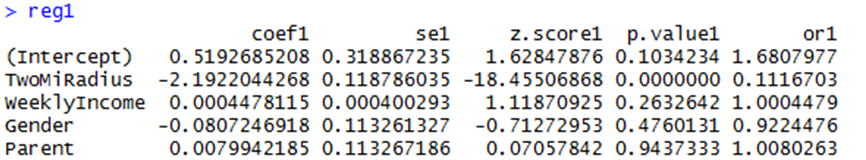 > reg1
coef1 se1 z.score1 p.value1 or1
(Intercept) 0.5192685208 0.318867235 1.62847876 0.1034234 1.6807977
TwoMiRadius -2.1922044268 0.118786035 -18.45506868 0.0000000 0.1116703
WeeklyIncome 0.0004478115 0.000400293 1.11870925 0.2632642 1.0004479
Gender -0.0807246918 0.113261327 -0.71272953 0.4760131 0.9224476
Parent 0.0079942185 0.113267186 0.07057842 0.9437333 1.0080263